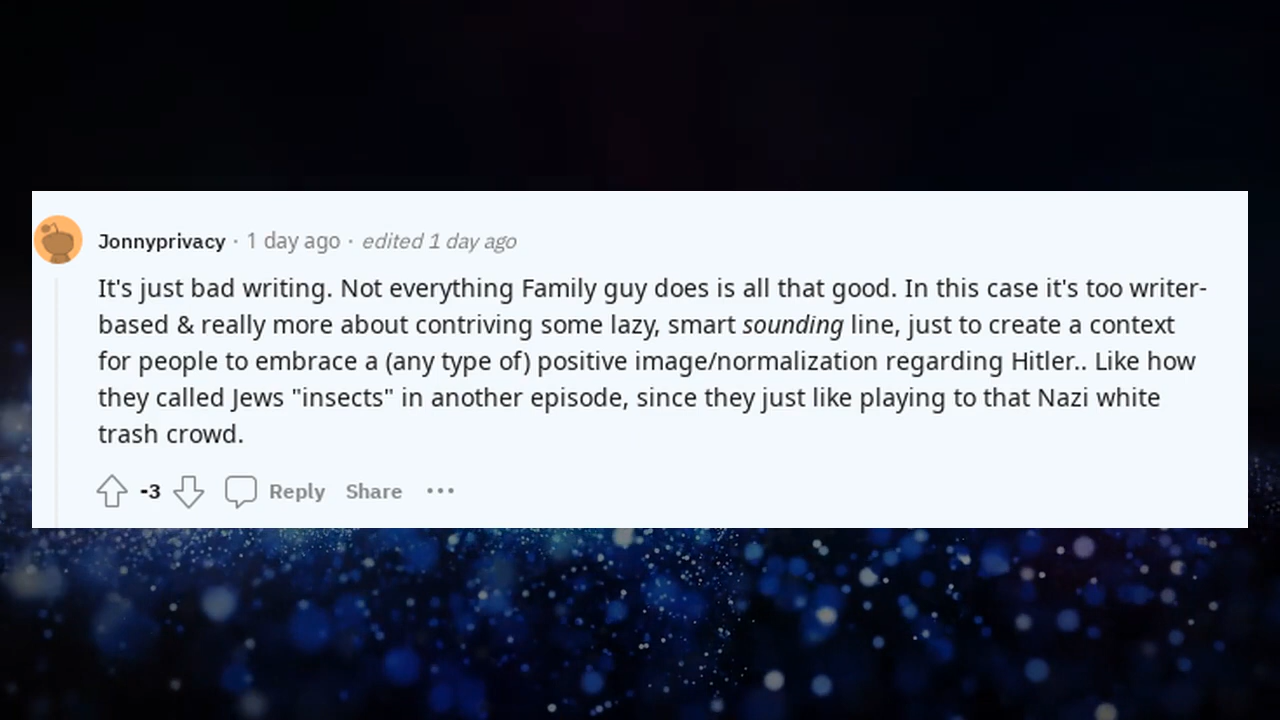 Jonnyprivacy · 1 day ago · edited 1 day ago
It's just bad writing. Not everything Family guy does is all that good. In this case it's too writer-
based & really more about contriving some lazy, smart sounding line, just to create a context
for people to embrace a (any type of) positive image/normalization regarding Hitler.. Like how
they called Jews "insects" in another episode, since they just like playing to that Nazi white
trash crowd.
-3 Reply Share ···